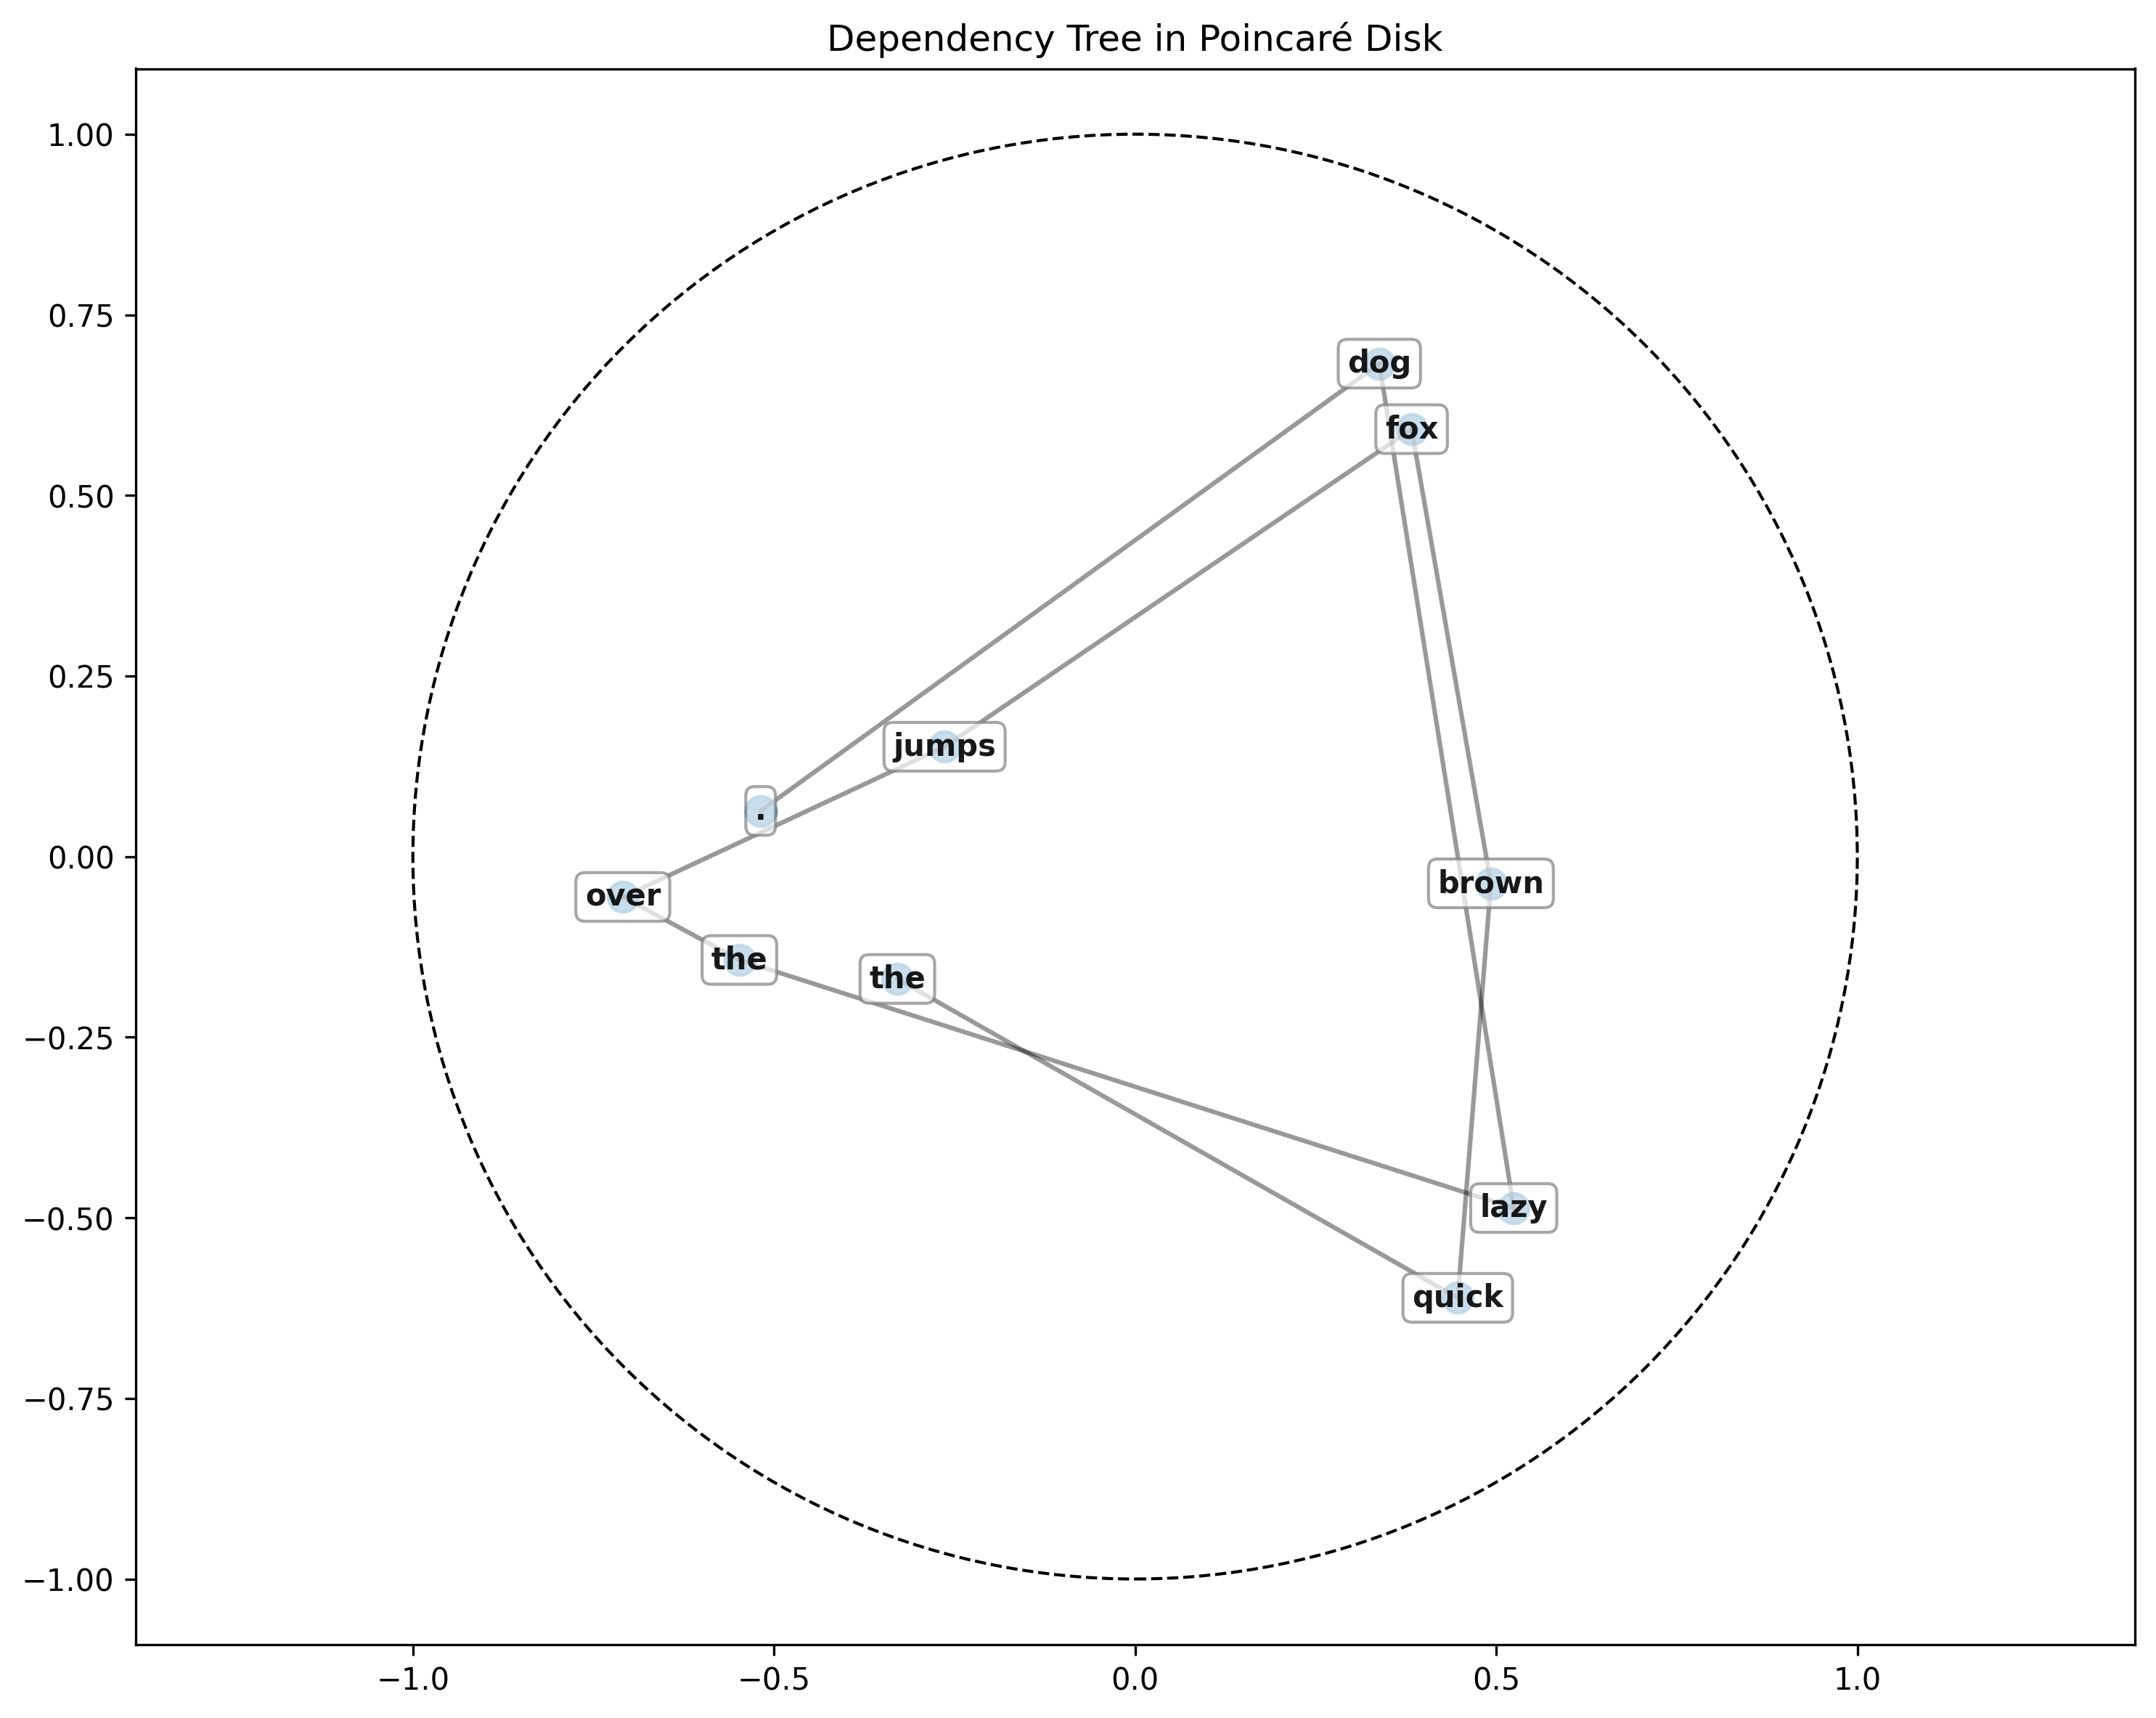 Dependency Tree in Poincaré Disk
1.00
0.75
0.50
0.25
0.00
−0.25
−0.50
−0.75
−1.00
dog
fox
jumps
.
brown
over
the
the
lazy
quick
−1.0
−0.5
0.0
0.5
1.0